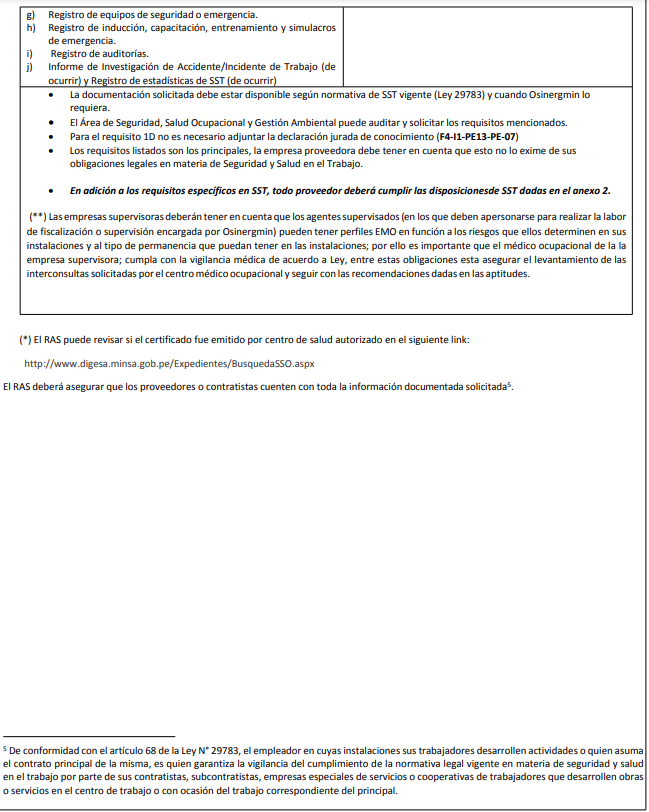 g) Registro de equipos de seguridad o emergencia.
h) Registro de inducción, capacitación, entrenamiento y simulacros
de emergencia.
i) Registro de auditorías.
j) Informe de Investigación de Accidente/Incidente de Trabajo (de
ocurrir) y Registro de estadísticas de SST (de ocurrir)
• La documentación solicitada debe estar disponible según normativa de SST vigente (Ley 29783) y cuando Osinergmin lo
requiera.
• El Área de Seguridad, Salud Ocupacional y Gestión Ambiental puede auditar y solicitar los requisitos mencionados.
• Para el requisito 1D no es necesario adjuntar la declaración jurada de conocimiento (F4-I1-PE13-PE-07)
• Los requisitos listados son los principales, la empresa proveedora debe tener en cuenta que esto no lo exime de sus
obligaciones legales en materia de Seguridad y Salud en el Trabajo.
• En adición a los requisitos específicos en SST, todo proveedor deberá cumplir las disposicionesde SST dadas en el anexo 2.
(**) Las empresas supervisoras deberán tener en cuenta que los agentes supervisados (en los que deben apersonarse para realizar la labor
de fiscalización o supervisión encargada por Osinergmin) pueden tener perfiles EMO en función a los riesgos que ellos determinen en sus
instalaciones y al tipo de permanencia que puedan tener en las instalaciones; por ello es importante que el médico ocupacional de la la
empresa supervisora; cumpla con la vigilancia médica de acuerdo a Ley, entre estas obligaciones esta asegurar el levantamiento de las
interconsultas solicitadas por el centro médico ocupacional y seguir con las recomendaciones dadas en las aptitudes.
(*) El RAS puede revisar si el certificado fue emitido por centro de salud autorizado en el siguiente link:
http://www.digesa.minsa.gob.pe/Expedientes/BusquedaSSO.aspx
El RAS deberá asegurar que los proveedores o contratistas cuenten con toda la información documentada solicitada⁵.
⁵ De conformidad con el artículo 68 de la Ley N° 29783, el empleador en cuyas instalaciones sus trabajadores desarrollen actividades o quien asuma
el contrato principal de la misma, es quien garantiza la vigilancia del cumplimiento de la normativa legal vigente en materia de seguridad y salud
en el trabajo por parte de sus contratistas, subcontratistas, empresas especiales de servicios o cooperativas de trabajadores que desarrollen obras
o servicios en el centro de trabajo o con ocasión del trabajo correspondiente del principal.